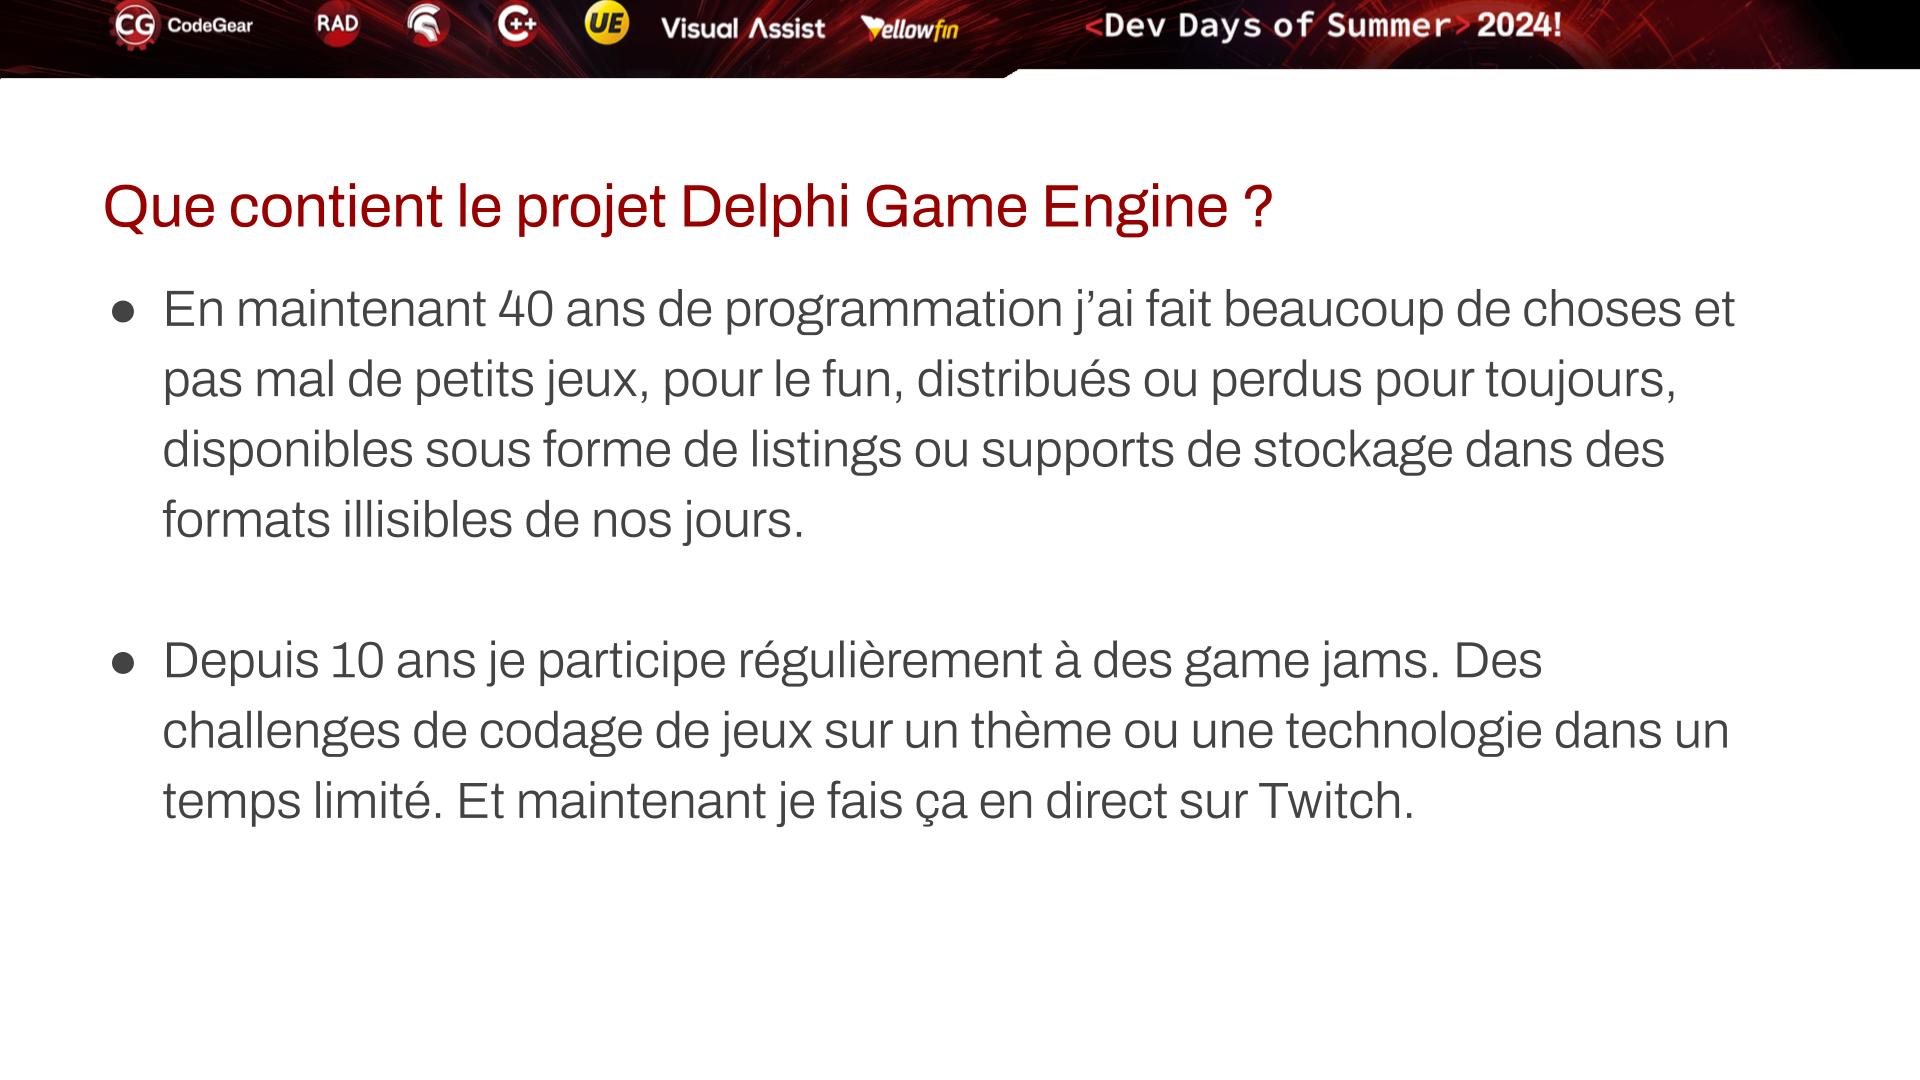 CG CodeGear RAD C++ UE Visual Assist Yellowfin <Dev Days of Summer> 2024!
Que contient le projet Delphi Game Engine ?
● En maintenant 40 ans de programmation j’ai fait beaucoup de choses et
pas mal de petits jeux, pour le fun, distribués ou perdus pour toujours,
disponibles sous forme de listings ou supports de stockage dans des
formats illisibles de nos jours.
● Depuis 10 ans je participe régulièrement à des game jams. Des
challenges de codage de jeux sur un thème ou une technologie dans un
temps limité. Et maintenant je fais ça en direct sur Twitch.